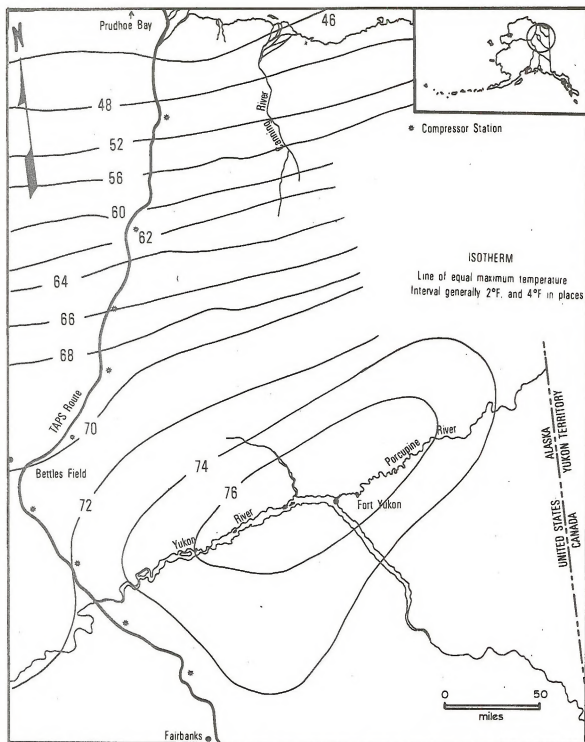 Prudhoe Bay
46
N
River
Canning
48
Compressor Station
52
56
60
62
ISOTHERM
Line of equal maximum temperature
Interval generally 2°F. and 4°F in places
64
66
68
TAPS Route
70
Bettles Field
74
72
76
Porcupine
River
Fort Yukon
Yukon
River
ALASKA
YUKON TERRITORY
UNITED STATES
CANADA
0 50
miles
Fairbanks